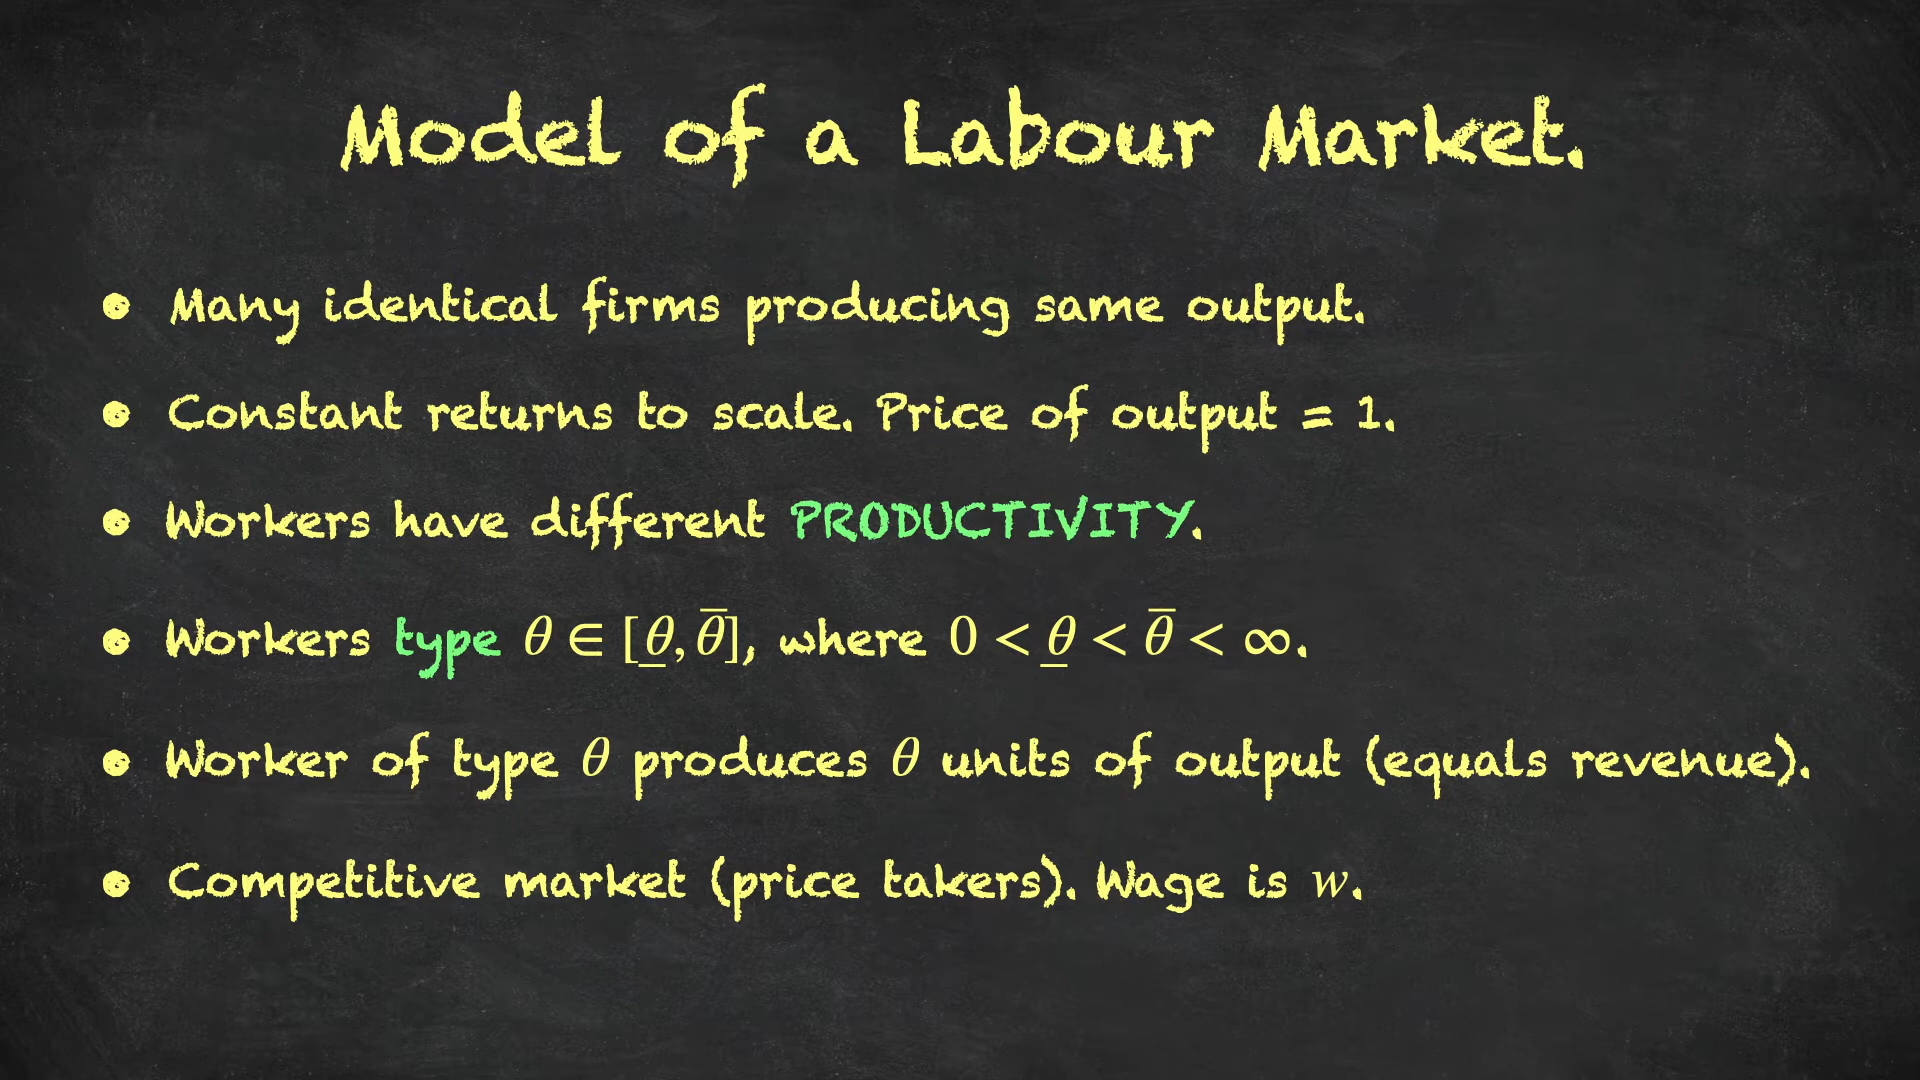 Model of a Labour Market.
• Many identical firms producing same output.
• Constant returns to scale. Price of output = 1.
• Workers have different PRODUCTIVITY.
• Workers type θ ∈ [θ̲, θ̅], where 0 < θ̲ < θ̅ < ∞.
• Worker of type θ produces θ units of output (equals revenue).
• Competitive market (price takers). Wage is w.